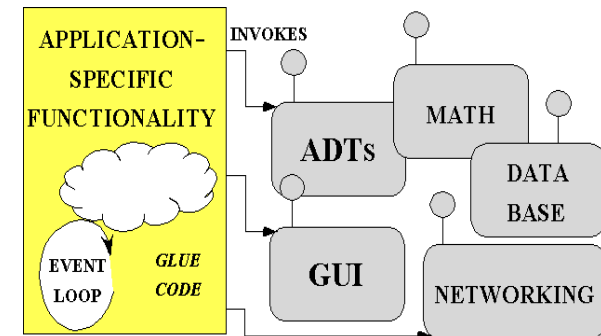 APPLICATION-
SPECIFIC
FUNCTIONALITY
INVOKES
ADTs
MATH
DATA
BASE
EVENT
LOOP
GLUE
CODE
GUI
NETWORKING